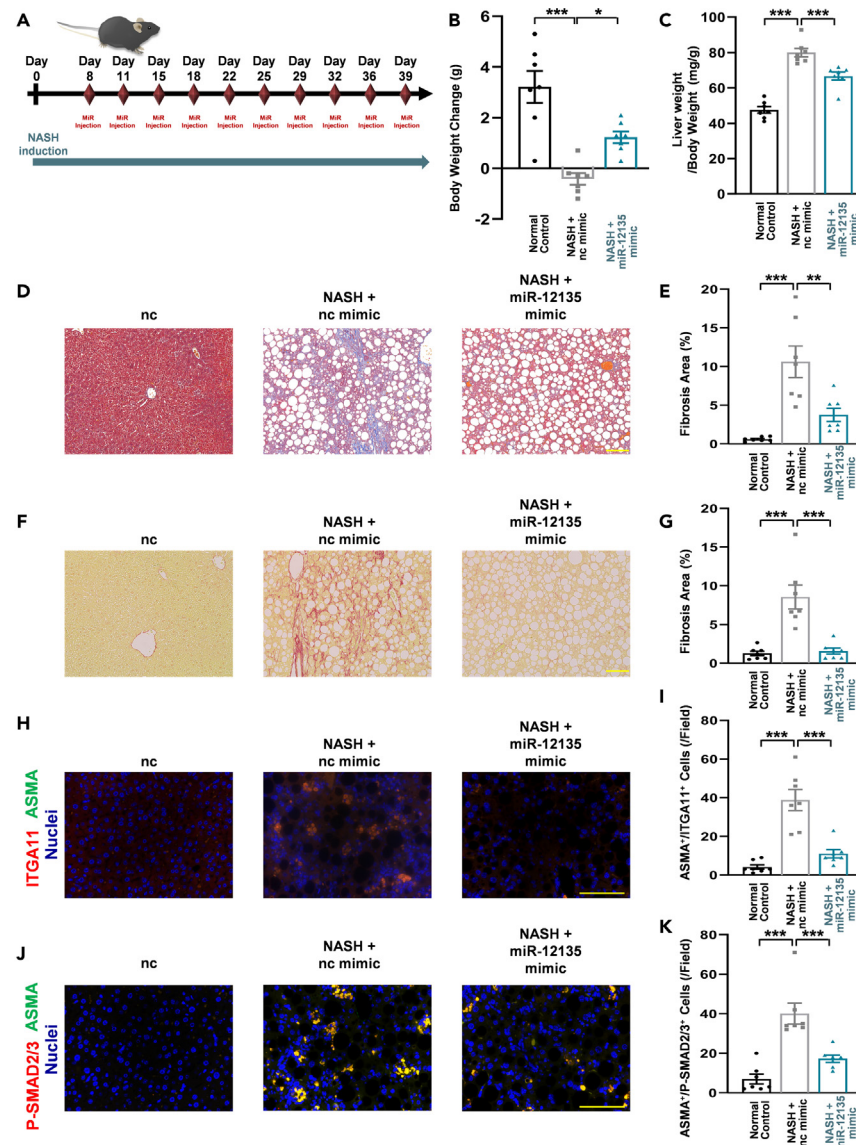 A
Day Day Day Day Day Day Day Day Day Day Day
0 8 11 15 18 22 25 29 32 36 39
MiR MiR MiR MiR MiR MiR MiR MiR MiR MiR
Injection Injection Injection Injection Injection Injection Injection Injection Injection Injection
NASH
induction
B
*** *
Body Weight Change (g)
6
4
2
0
-2
Normal
Control
NASH +
nc mimic
NASH +
miR-12135
mimic
C
*** ***
Liver weight
/Body Weight (mg/g)
100
80
60
40
20
0
Normal
Control
NASH +
nc mimic
NASH +
miR-12135
mimic
D
nc
NASH +
nc mimic
NASH +
miR-12135
mimic
E
*** **
Fibrosis Area (%)
20
15
10
5
0
Normal
Control
NASH +
nc mimic
NASH +
miR-12135
mimic
F
nc
NASH +
nc mimic
NASH +
miR-12135
mimic
G
*** ***
Fibrosis Area (%)
20
15
10
5
0
Normal
Control
NASH +
nc mimic
NASH +
miR-12135
mimic
H
nc
NASH +
nc mimic
NASH +
miR-12135
mimic
ITGA11 ASMA
Nuclei
I
*** ***
ASMA⁺/ITGA11⁺ Cells (/Field)
80
60
40
20
0
Normal
Control
NASH +
nc mimic
NASH +
miR-12135
mimic
J
nc
NASH +
nc mimic
NASH +
miR-12135
mimic
P-SMAD2/3 ASMA
Nuclei
K
*** ***
ASMA⁺/P-SMAD2/3⁺ Cells (/Field)
80
60
40
20
0
Normal
Control
NASH +
nc mimic
NASH +
miR-12135
mimic